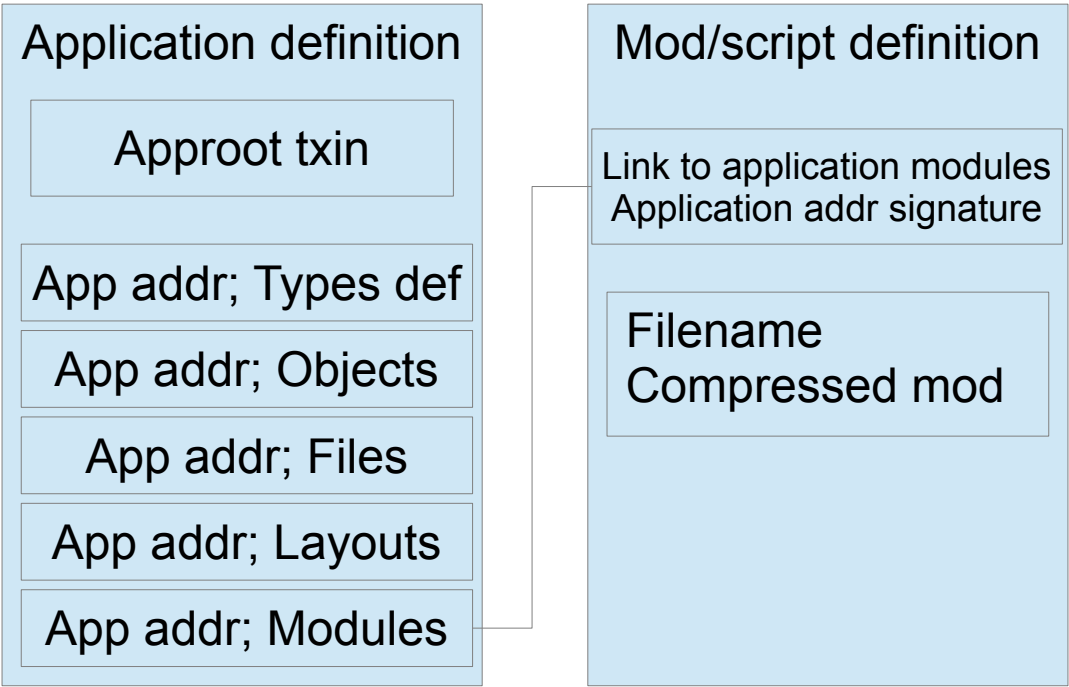 Application definition
Approot txin
App addr; Types def
App addr; Objects
App addr; Files
App addr; Layouts
App addr; Modules
Mod/script definition
Link to application modules
Application addr signature
Filename
Compressed mod